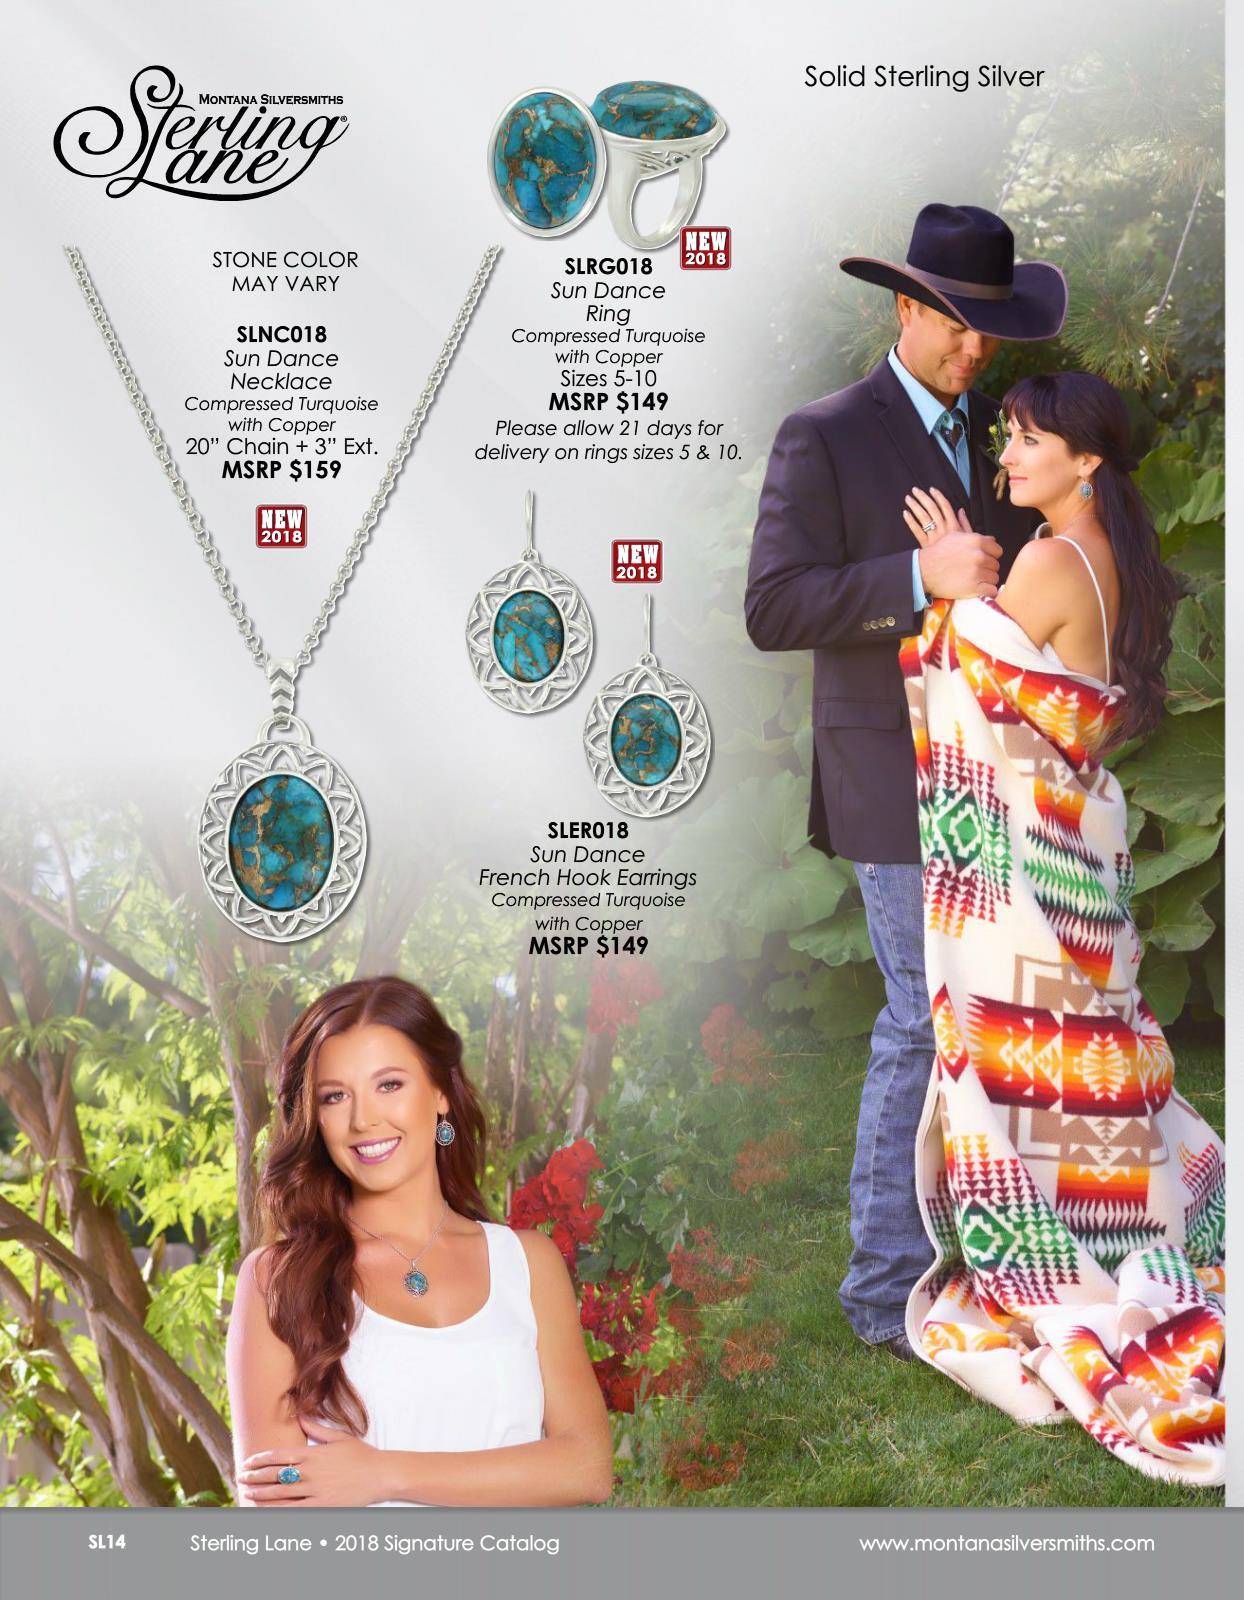 Montana Silversmiths
Sterling
Lane®
Solid Sterling Silver
STONE COLOR
MAY VARY
SLNC018
Sun Dance
Necklace
Compressed Turquoise
with Copper
20” Chain + 3” Ext.
MSRP $159
NEW
2018
NEW
2018
SLRG018
Sun Dance
Ring
Compressed Turquoise
with Copper
Sizes 5-10
MSRP $149
Please allow 21 days for
delivery on rings sizes 5 & 10.
NEW
2018
SLER018
Sun Dance
French Hook Earrings
Compressed Turquoise
with Copper
MSRP $149
SL14
Sterling Lane • 2018 Signature Catalog
www.montanasilversmiths.com